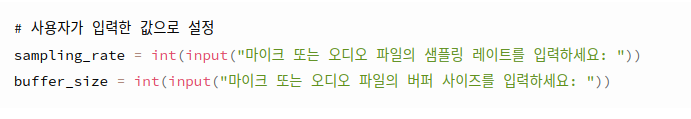 # 사용자가 입력한 값으로 설정
sampling_rate = int(input("마이크 또는 오디오 파일의 샘플링 레이트를 입력하세요: "))
buffer_size = int(input("마이크 또는 오디오 파일의 버퍼 사이즈를 입력하세요: "))